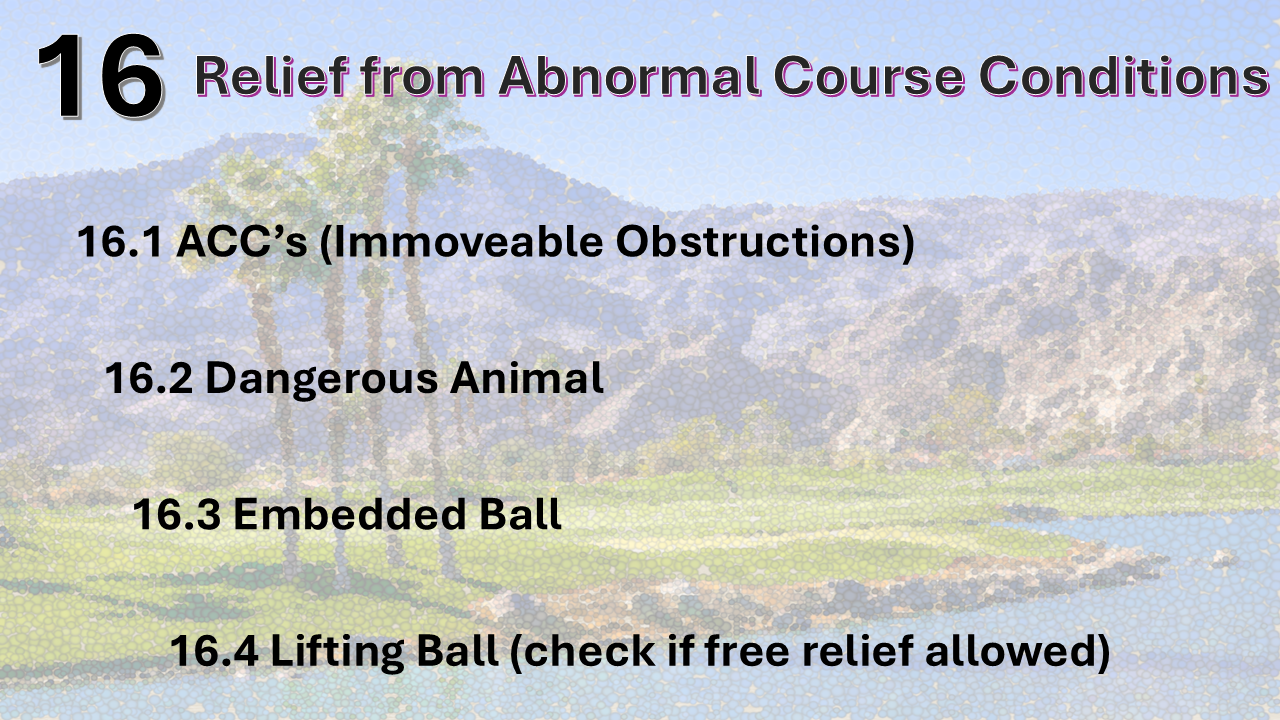 16 Relief from Abnormal Course Conditions
16.1 ACC’s (Immoveable Obstructions)
16.2 Dangerous Animal
16.3 Embedded Ball
16.4 Lifting Ball (check if free relief allowed)